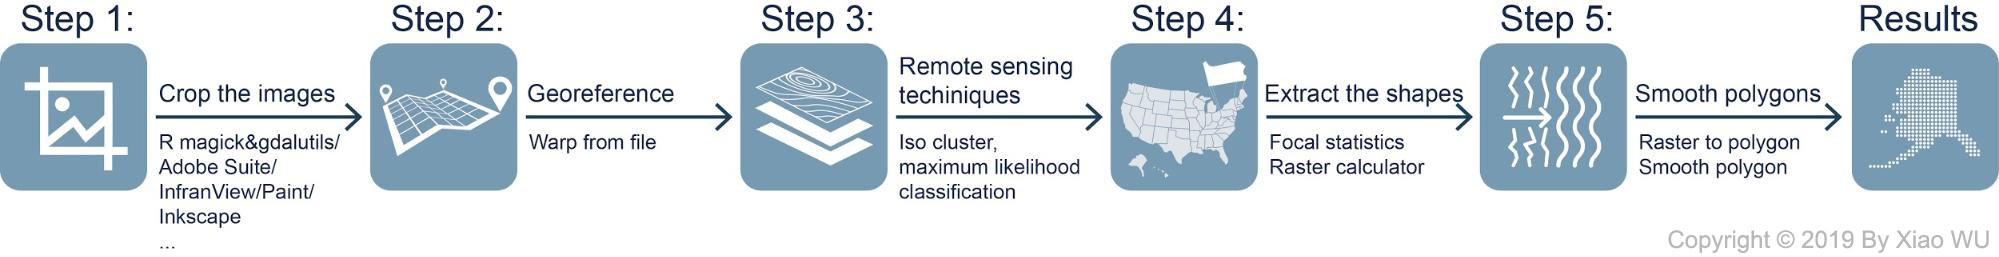 Step 1:
Crop the images
R magick&gdalutils/
Adobe Suite/
InfranView/Paint/
Inkscape
...
Step 2:
Georeference
Warp from file
Step 3:
Remote sensing
techiniques
Iso cluster,
maximum likelihood
classification
Step 4:
Extract the shapes
Focal statistics
Raster calculator
Step 5:
Smooth polygons
Raster to polygon
Smooth polygon
Results
Copyright © 2019 By Xiao WU